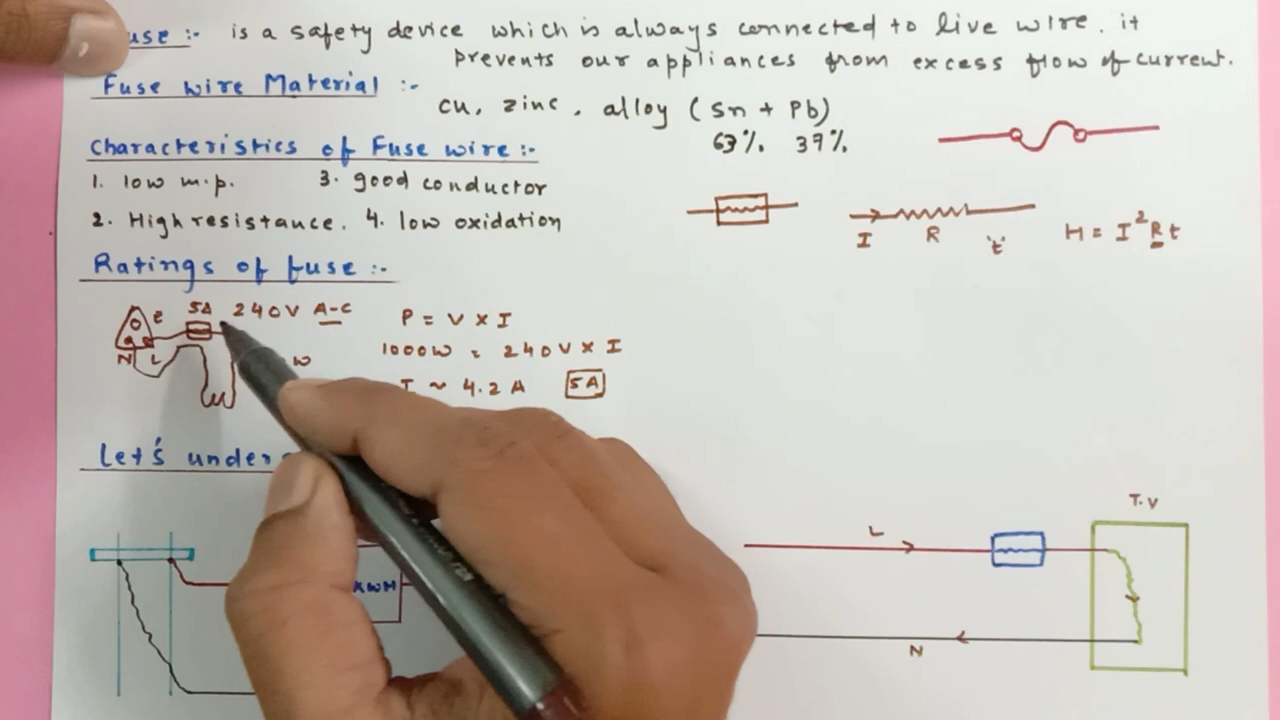 use :- is a safety device which is always connected to live wire. it
prevents our appliances from excess flow of current.
Fuse wire Material :-
cu, zinc, alloy (Sn + Pb)
63%. 37%.
Characteristics of Fuse wire :-
1. low m.p. 3. good conductor
2. High resistance. 4. low oxidation
I R 't' H = I²Rt
Ratings of fuse :-
E 5A 240V A-C
N L W
P = V x I
1000W = 240V x I
I ~ 4.2 A 5A
Let's under
KWH
L T.V
N